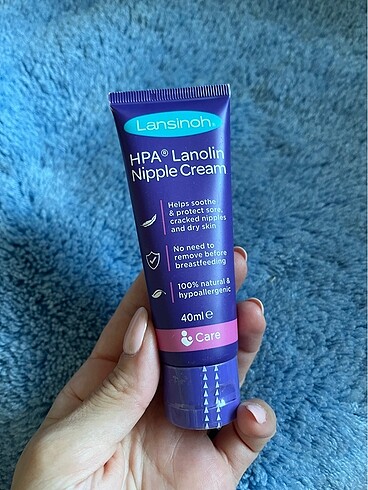 Lansinoh®
HPA® Lanolin
Nipple Cream
Helps soothe
& protect sore,
cracked nipples
and dry skin
No need to
remove before
breastfeeding
100% natural &
hypoallergenic
40ml ℮
Care